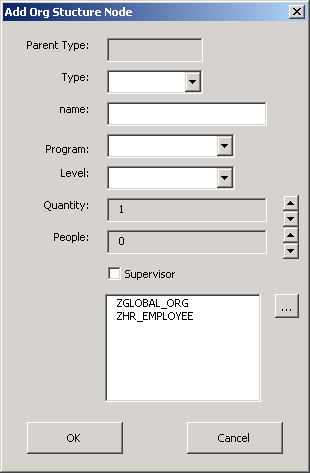 Add Org Stucture Node
Parent Type:
Type:
name:
Program:
Level:
Quantity: 1
People: 0
Supervisor
ZGLOBAL_ORG
ZHR_EMPLOYEE
...
OK Cancel